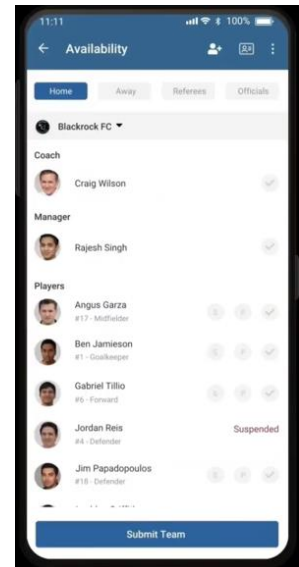 11:11
100%
Availability
Home
Away
Referees
Officials
Blackrock FC
Coach
Craig Wilson
Manager
Rajesh Singh
Players
Angus Garza
#17 - Midfielder
Ben Jamieson
#1 - Goalkeeper
Gabriel Tillio
#6 - Forward
Jordan Reis
Suspended
#4 - Defender
Jim Papadopoulos
#18 - Defender
Submit Team